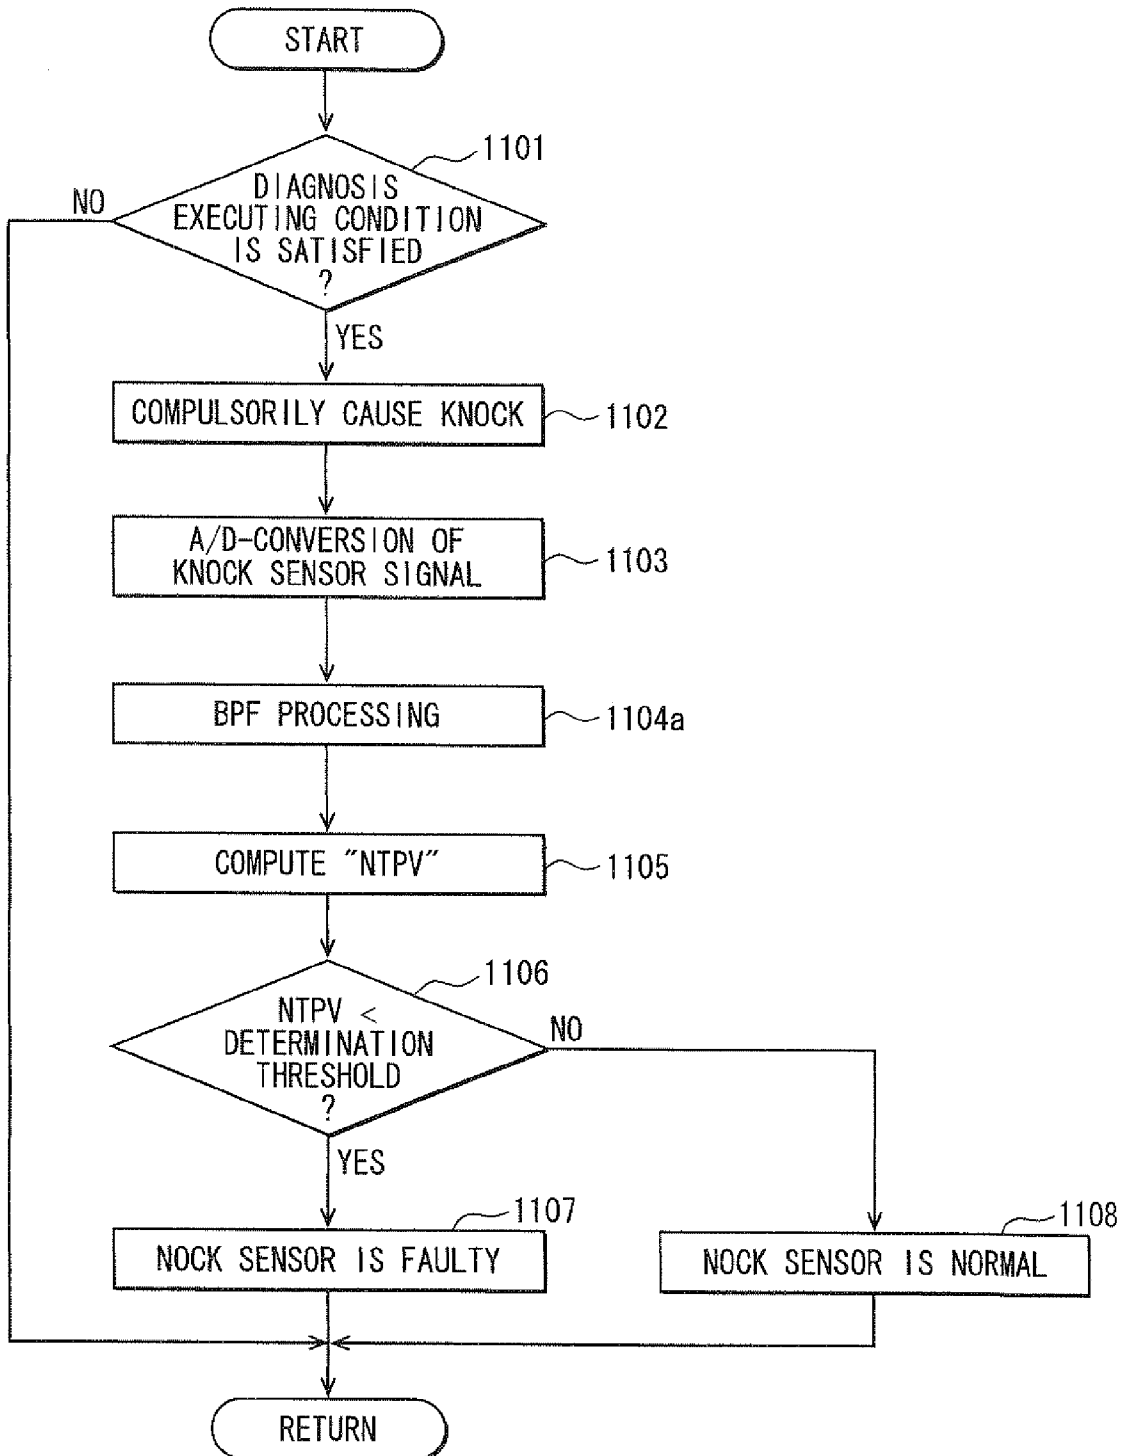 START
1101
DIAGNOSIS
EXECUTING CONDITION
IS SATISFIED
?
NO
YES
COMPULSORILY CAUSE KNOCK
1102
A/D-CONVERSION OF
KNOCK SENSOR SIGNAL
1103
BPF PROCESSING
1104a
COMPUTE "NTPV"
1105
1106
NTPV <
DETERMINATION
THRESHOLD
?
NO
YES
1107
NOCK SENSOR IS FAULTY
1108
NOCK SENSOR IS NORMAL
RETURN